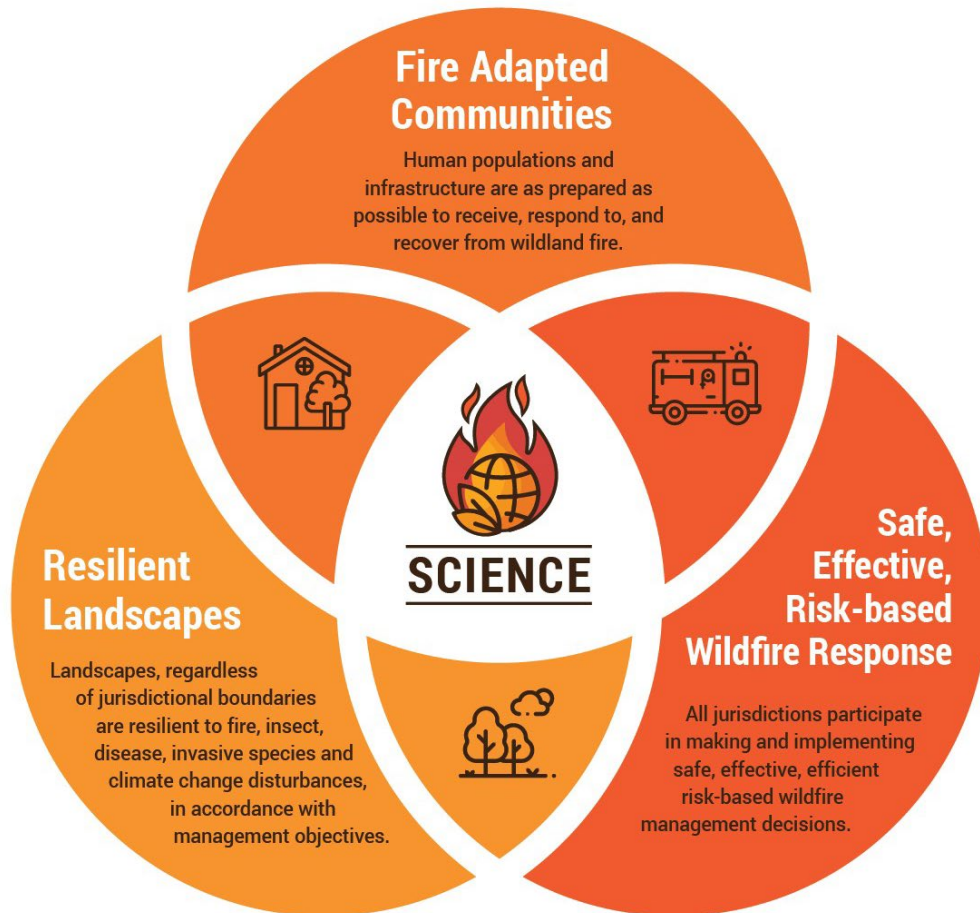 Fire Adapted
Communities
Human populations and
infrastructure are as prepared as
possible to receive, respond to, and
recover from wildland fire.
SCIENCE
Resilient
Landscapes
Landscapes, regardless
of jurisdictional boundaries
are resilient to fire, insect,
disease, invasive species and
climate change disturbances,
in accordance with
management objectives.
Safe,
Effective,
Risk-based
Wildfire Response
All jurisdictions participate
in making and implementing
safe, effective, efficient
risk-based wildfire
management decisions.